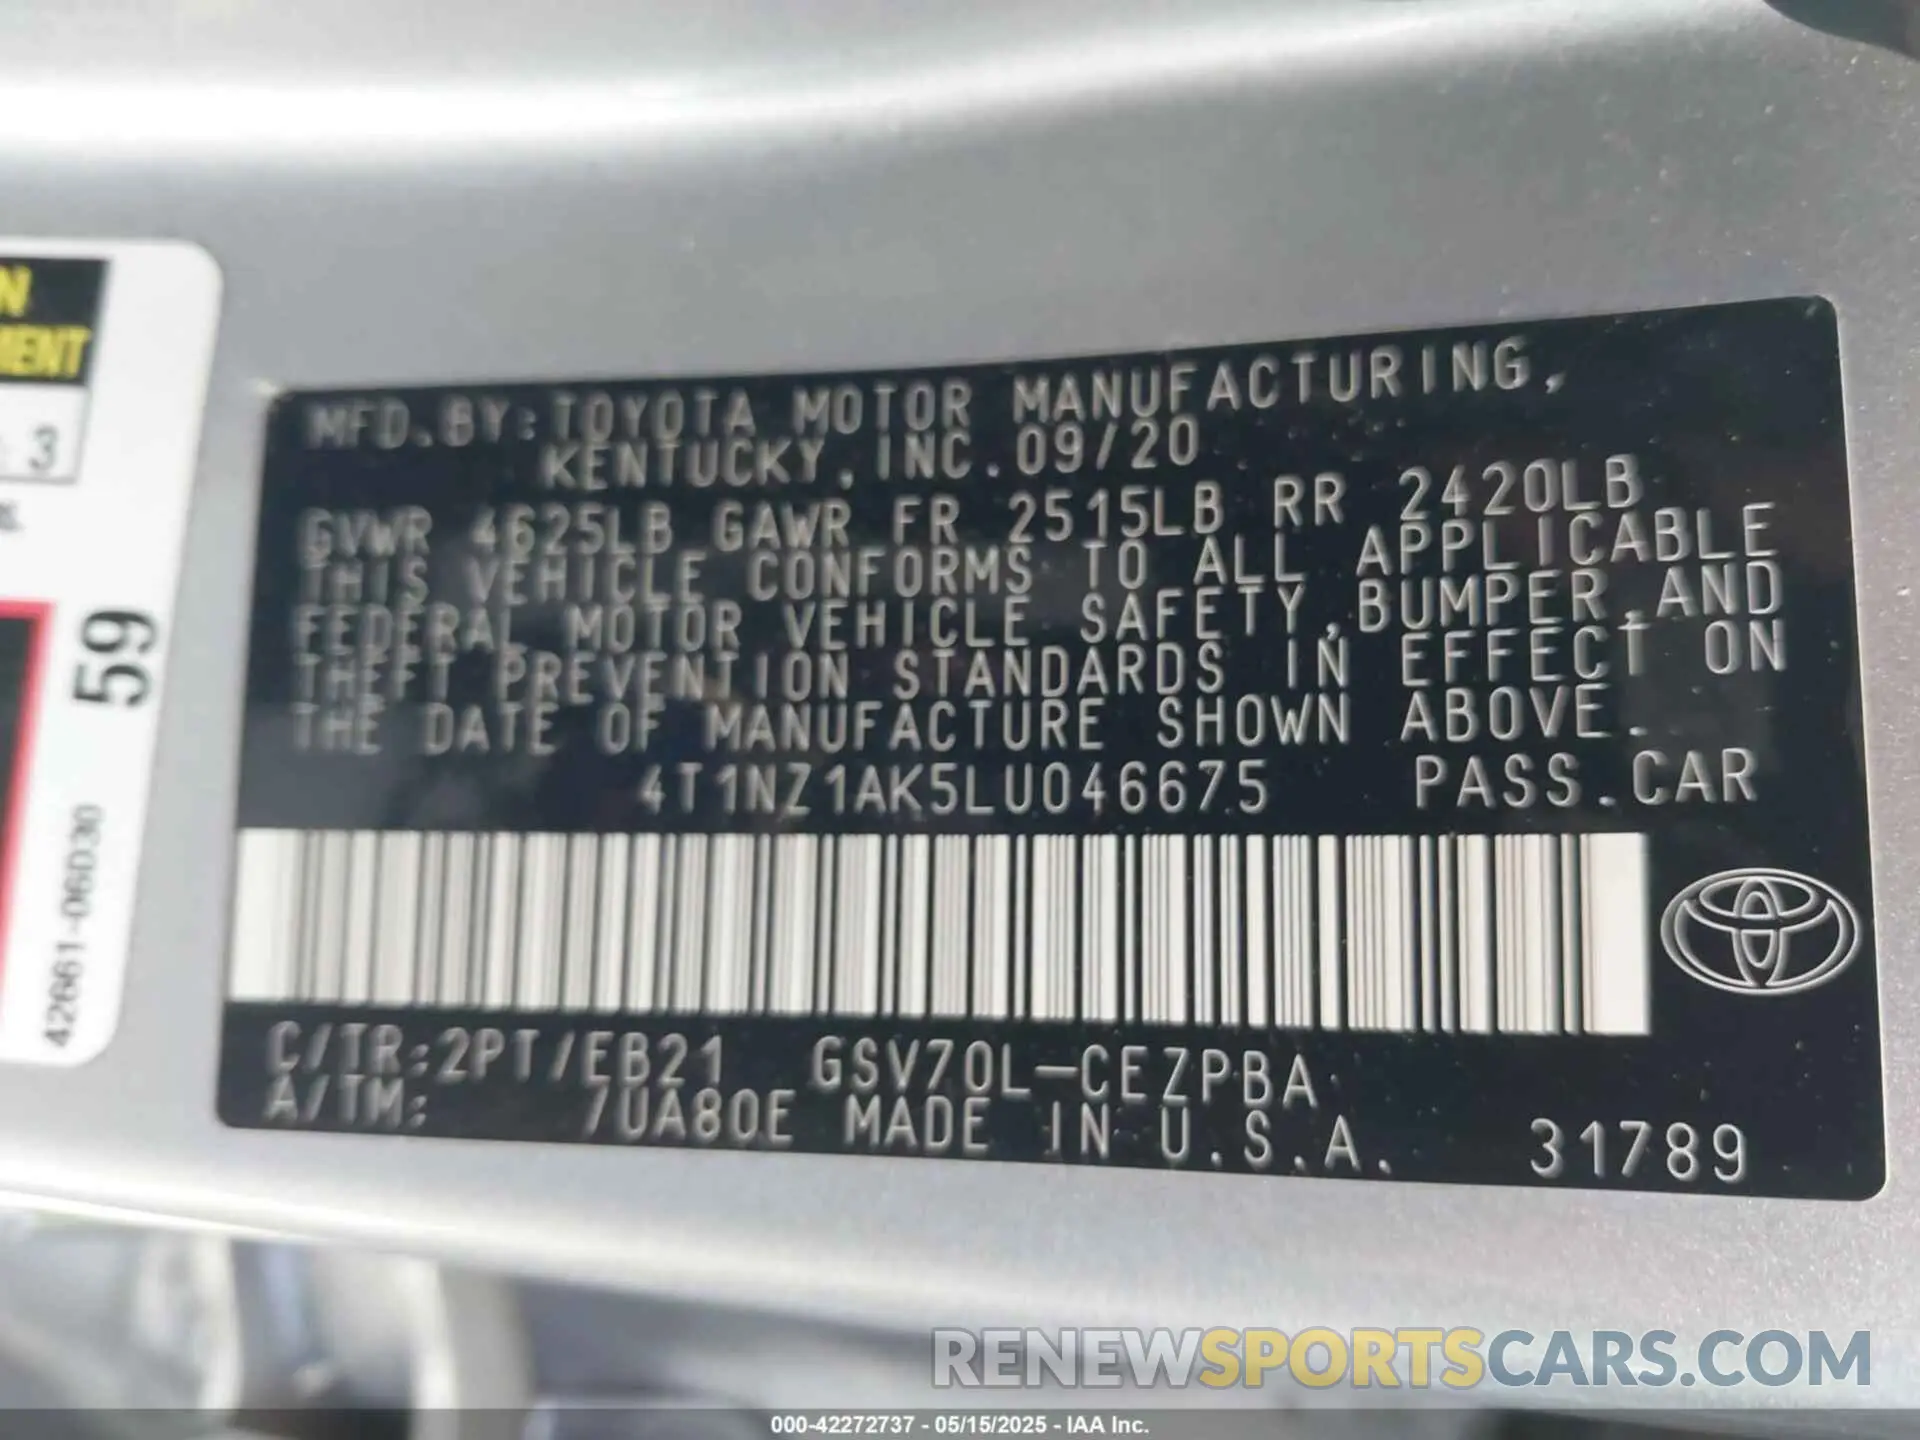 N
MENT
3
59
42661-06D30
MFD.BY:TOYOTA MOTOR MANUFACTURING,
KENTUCKY, INC. 09/20
GVWR 4625LB GAWR FR 2515LB RR 2420LB
THIS VEHICLE CONFORMS TO ALL APPLICABLE
FEDERAL MOTOR VEHICLE SAFETY, BUMPER, AND
THEFT PREVENTION STANDARDS IN EFFECT ON
THE DATE OF MANUFACTURE SHOWN ABOVE.
4T1NZ1AK5LU046675 PASS.CAR
C/TR:2PT/EB21 GSV70L-CEZPBA
A/TM: 7UA80E MADE IN U.S.A. 31789
RENEWSPORTSCARS.COM
000-42272737 - 05/15/2025 - IAA Inc.